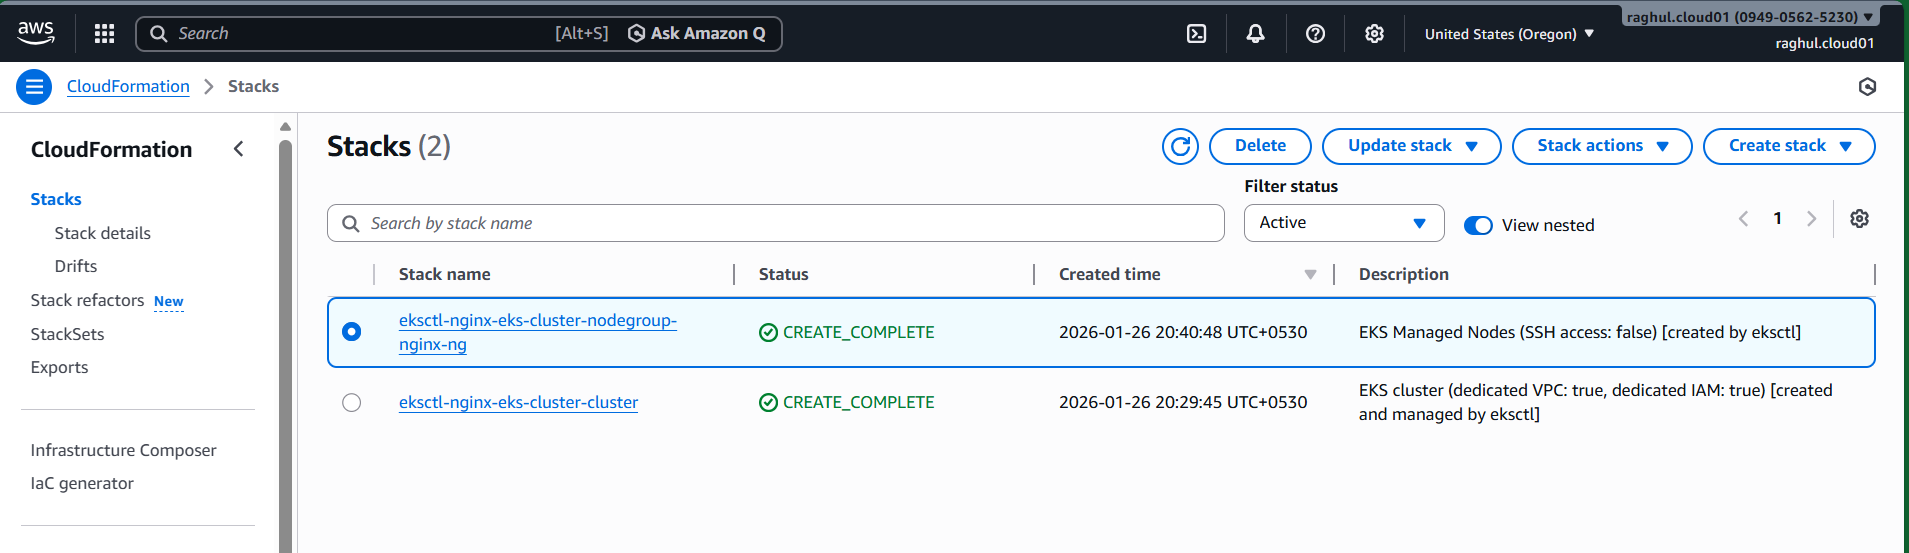 aws
Search [Alt+S] Ask Amazon Q
United States (Oregon)
raghul.cloud01 (0949-0562-5230)
raghul.cloud01
CloudFormation > Stacks
CloudFormation
Stacks
Stack details
Drifts
Stack refactors New
StackSets
Exports
Infrastructure Composer
IaC generator
Stacks (2)
Delete
Update stack
Stack actions
Create stack
Filter status
Search by stack name
Active
View nested
1
Stack name Status Created time Description
eksctl-nginx-eks-cluster-nodegroup-
nginx-ng
CREATE_COMPLETE
2026-01-26 20:40:48 UTC+0530
EKS Managed Nodes (SSH access: false) [created by eksctl]
eksctl-nginx-eks-cluster-cluster
CREATE_COMPLETE
2026-01-26 20:29:45 UTC+0530
EKS cluster (dedicated VPC: true, dedicated IAM: true) [created
and managed by eksctl]